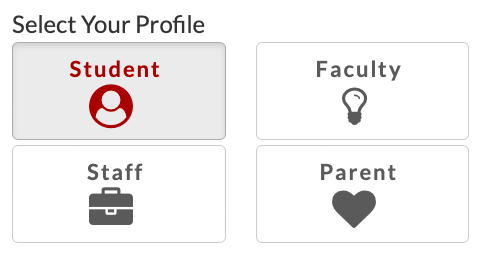 Select Your Profile
Student
Faculty
Staff
Parent